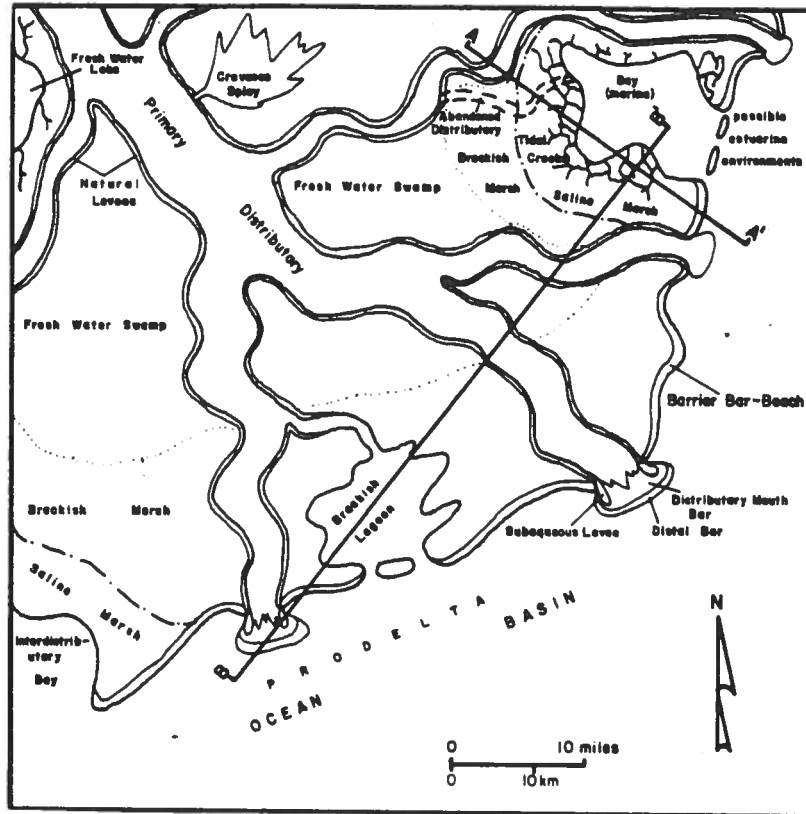 Fresh Water
Lake
Crevasse
Splay
A
Bay
(marine)
B
Primary
Abandoned
Distributary
Tidal
Creeks
possible
estuarine
environments
Brackish
Marsh
Natural
Levees
Fresh Water Swamp
Saline
Marsh
A'
Distributary
Fresh Water Swamp
Barrier Bar-Beach
Brackish
Lagoon
Brackish Marsh
Distributary Mouth
Bar
Subaqueous Levee
Distal Bar
Saline
Marsh
Interdistrib-
utary
Bay
N
PRODELTA
BASIN
OCEAN
0 10 miles
0 10 km